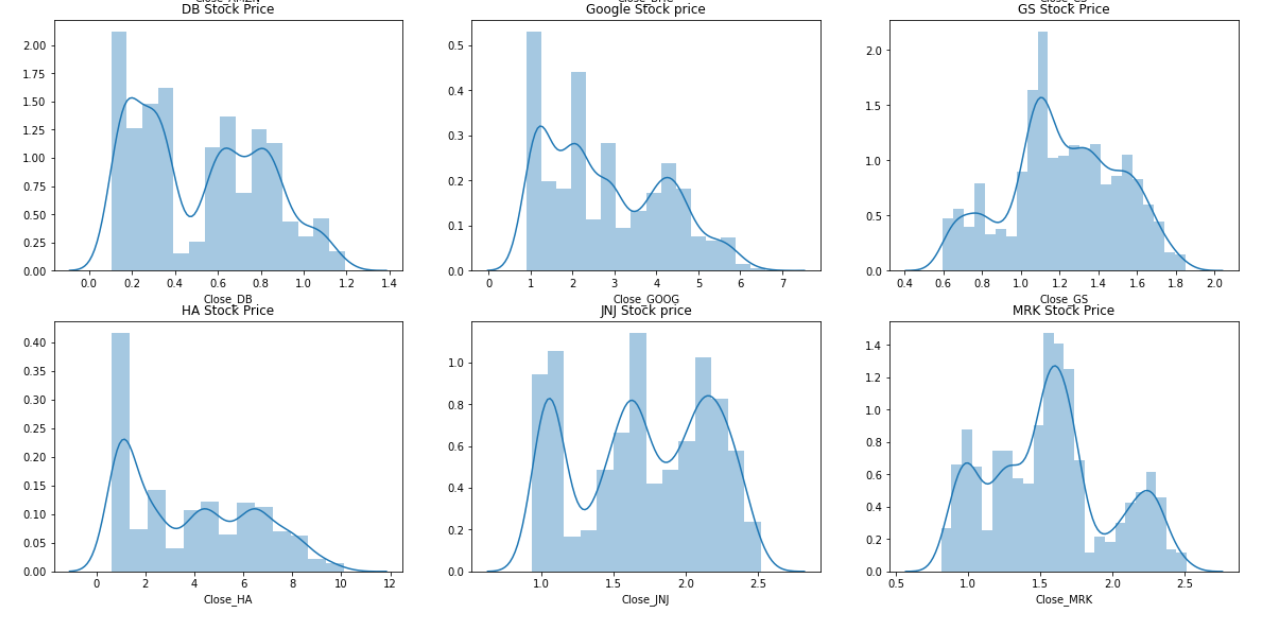 Close_AMZN
DB Stock Price
Google Stock price
GS Stock Price
2.00
1.75
1.50
1.25
1.00
0.75
0.50
0.25
0.00
0.0 0.2 0.4 0.6 0.8 1.0 1.2 1.4
Close_DB
0.5
0.4
0.3
0.2
0.1
0.0
0 1 2 3 4 5 6 7
Close_GOOG
2.0
1.5
1.0
0.5
0.0
0.4 0.6 0.8 1.0 1.2 1.4 1.6 1.8 2.0
Close_GS
HA Stock Price
JNJ Stock price
MRK Stock Price
0.40
0.35
0.30
0.25
0.20
0.15
0.10
0.05
0.00
0 2 4 6 8 10 12
Close_HA
1.0
0.8
0.6
0.4
0.2
0.0
1.0 1.5 2.0 2.5
Close_JNJ
1.4
1.2
1.0
0.8
0.6
0.4
0.2
0.0
0.5 1.0 1.5 2.0 2.5
Close_MRK